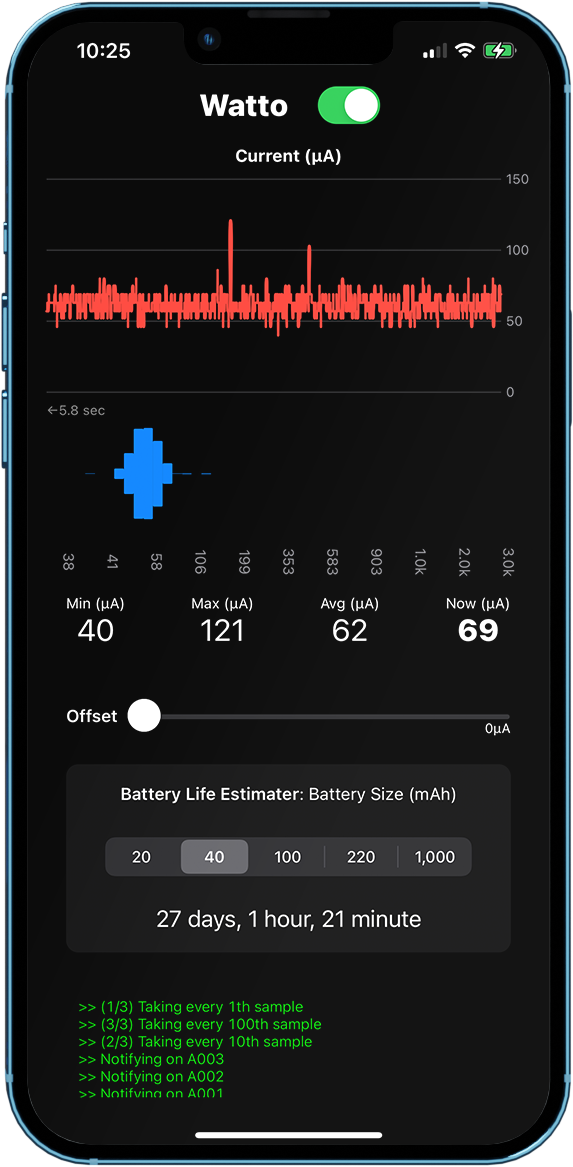 10:25
Watto
Current (µA)
150
100
50
0
←5.8 sec
38 41 58 106 199 353 583 903 1.0k 2.0k 3.0k
Min (µA) Max (µA) Avg (µA) Now (µA)
40 121 62 69
Offset
0µA
Battery Life Estimater: Battery Size (mAh)
20 40 100 220 1,000
27 days, 1 hour, 21 minute
>> (1/3) Taking every 1th sample
>> (3/3) Taking every 100th sample
>> (2/3) Taking every 10th sample
>> Notifying on A003
>> Notifying on A002
>> Notifying on A001